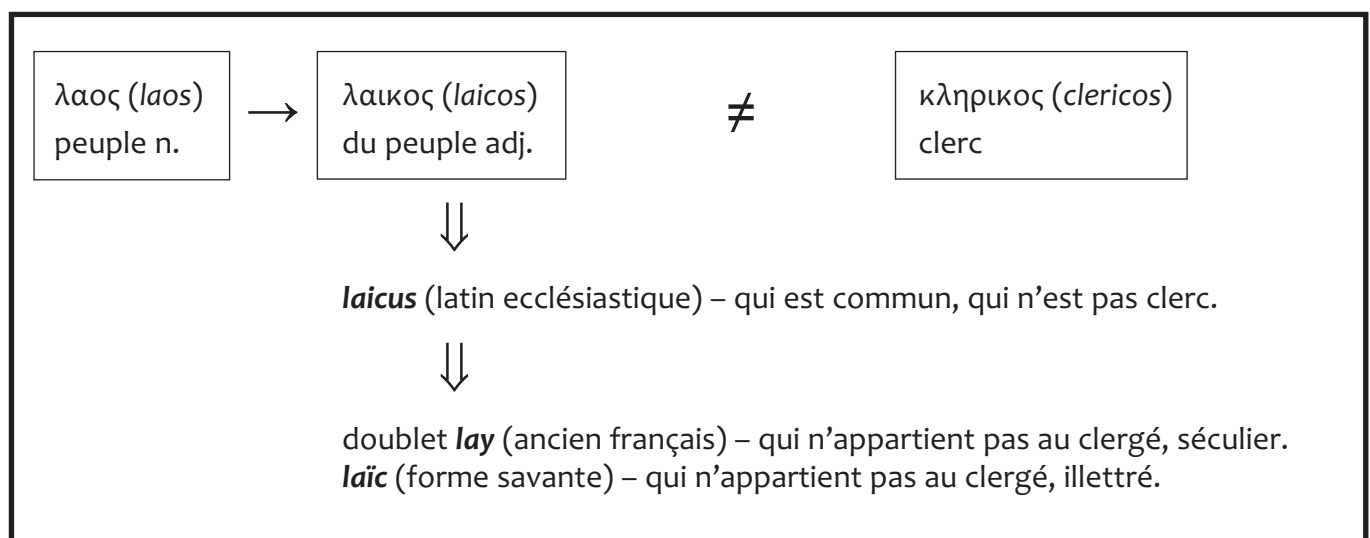 λαος (laos)
peuple n.
→
λαικος (laicos)
du peuple adj.
≠
κληρικος (clericos)
clerc
⇓
laicus (latin ecclésiastique) – qui est commun, qui n’est pas clerc.
⇓
doublet lay (ancien français) – qui n’appartient pas au clergé, séculier.
laïc (forme savante) – qui n’appartient pas au clergé, illettré.